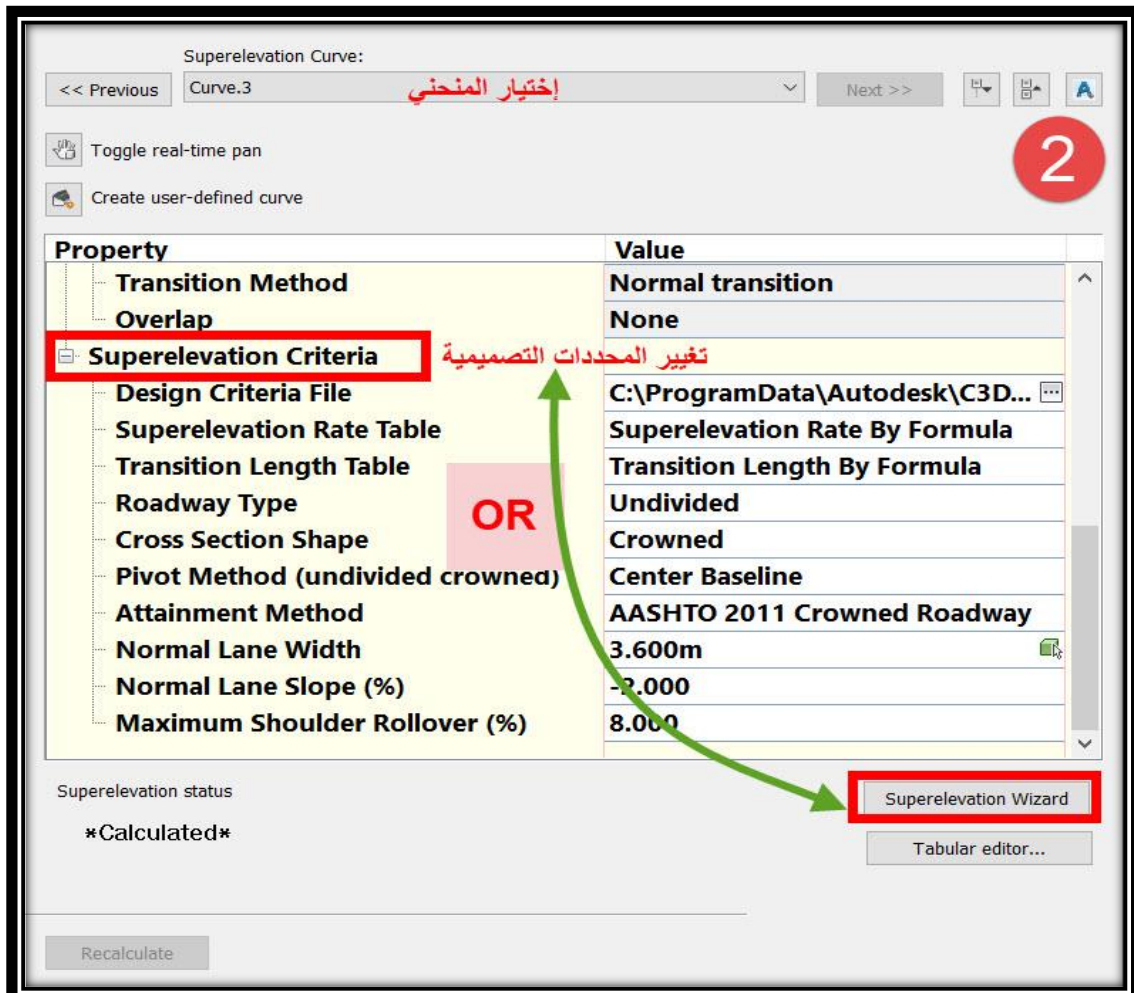 Superelevation Curve:
<< Previous Curve.3 إختيار المنحني Next >>
Toggle real-time pan
2
Create user-defined curve
Property Value
Transition Method Normal transition
Overlap None
Superelevation Criteria تغيير المحددات التصميمية
Design Criteria File C:\ProgramData\Autodesk\C3D... ...
Superelevation Rate Table Superelevation Rate By Formula
Transition Length Table Transition Length By Formula
Roadway Type Undivided
OR
Cross Section Shape Crowned
Pivot Method (undivided crowned) Center Baseline
Attainment Method AASHTO 2011 Crowned Roadway
Normal Lane Width 3.600m
Normal Lane Slope (%) -2.000
Maximum Shoulder Rollover (%) 8.000
Superelevation status
Superelevation Wizard
*Calculated*
Tabular editor...
Recalculate